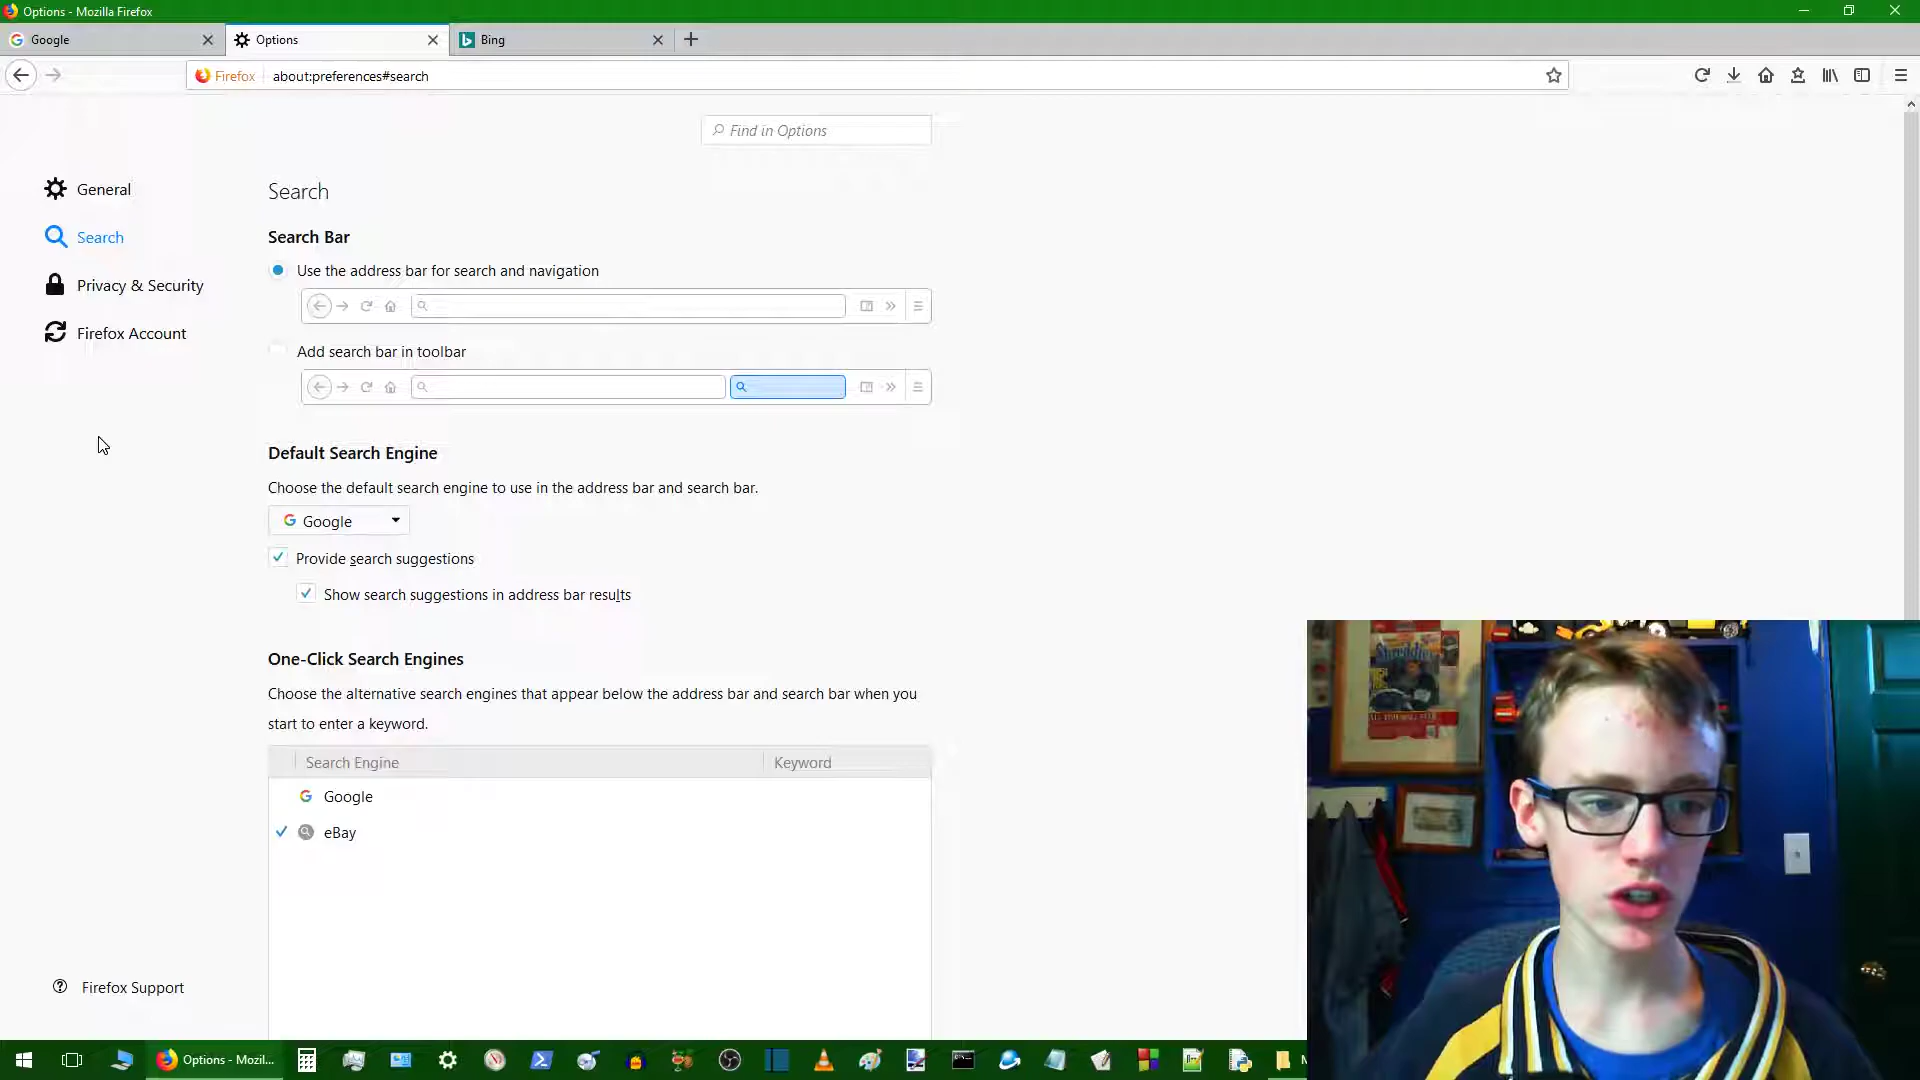 Options - Mozilla Firefox
Google
Options
Bing
Firefox
about:preferences#search
Find in Options
General
Search
Privacy & Security
Firefox Account
Firefox Support
Search
Search Bar
Use the address bar for search and navigation
Add search bar in toolbar
Default Search Engine
Choose the default search engine to use in the address bar and search bar.
Google
Provide search suggestions
Show search suggestions in address bar results
One-Click Search Engines
Choose the alternative search engines that appear below the address bar and search bar when you
start to enter a keyword.
Search Engine
Keyword
Google
eBay
Shreddies
Options - Mozil...